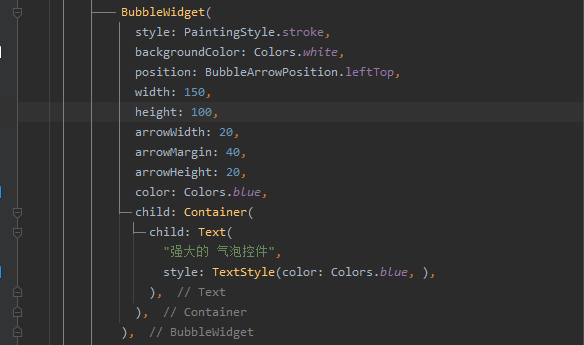 BubbleWidget(
style: PaintingStyle.stroke,
backgroundColor: Colors.white,
position: BubbleArrowPosition.leftTop,
width: 150,
height: 100,
arrowWidth: 20,
arrowMargin: 40,
arrowHeight: 20,
color: Colors.blue,
child: Container(
child: Text(
"强大的 气泡控件",
style: TextStyle(color: Colors.blue, ),
), // Text
), // Container
), // BubbleWidget